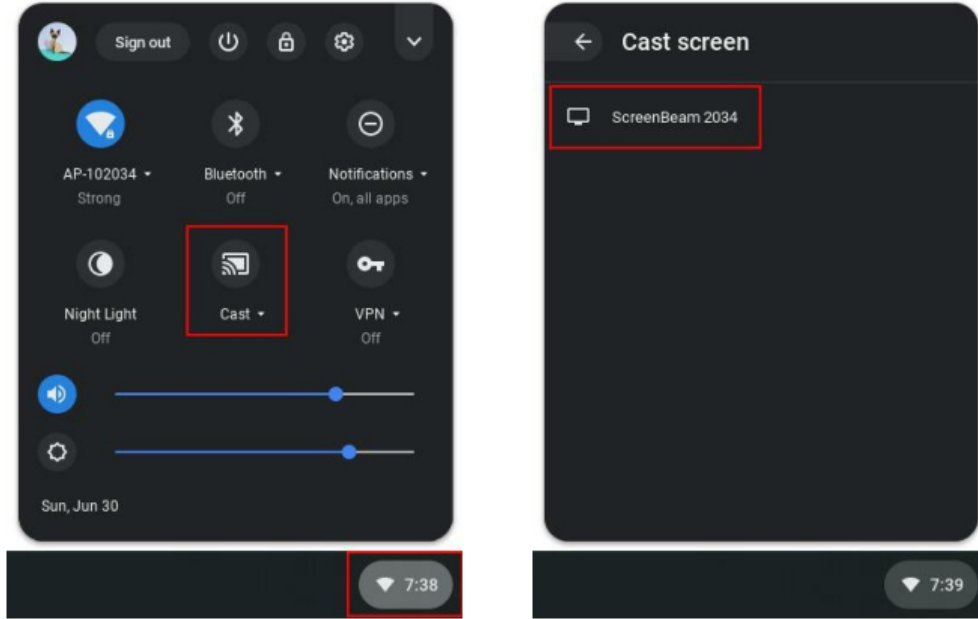 Sign out
AP-102034
Strong
Bluetooth
Off
Notifications
On, all apps
Night Light
Off
Cast
VPN
Off
Sun, Jun 30
7:38
Cast screen
ScreenBeam 2034
7:39